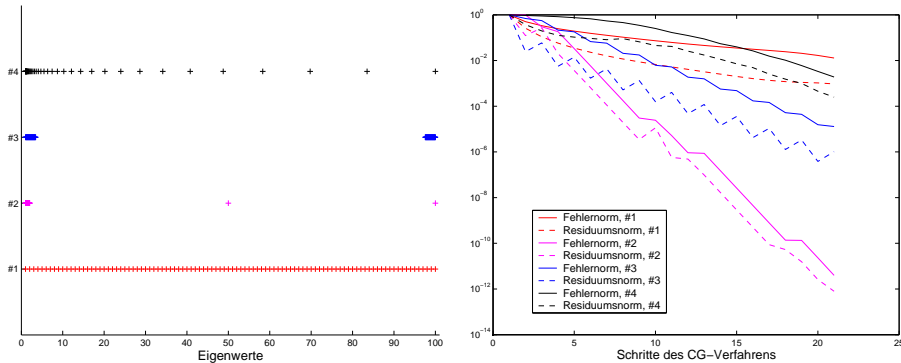 #4
#3
#2
#1
0
10
20
30
40
50
60
70
80
90
100
Eigenwerte
10^0
10^−2
10^−4
10^−6
10^−8
10^−10
10^−12
10^−14
0
5
10
15
20
25
Schritte des CG−Verfahrens
Fehlernorm, #1
Residuumsnorm, #1
Fehlernorm, #2
Residuumsnorm, #2
Fehlernorm, #3
Residuumsnorm, #3
Fehlernorm, #4
Residuumsnorm, #4